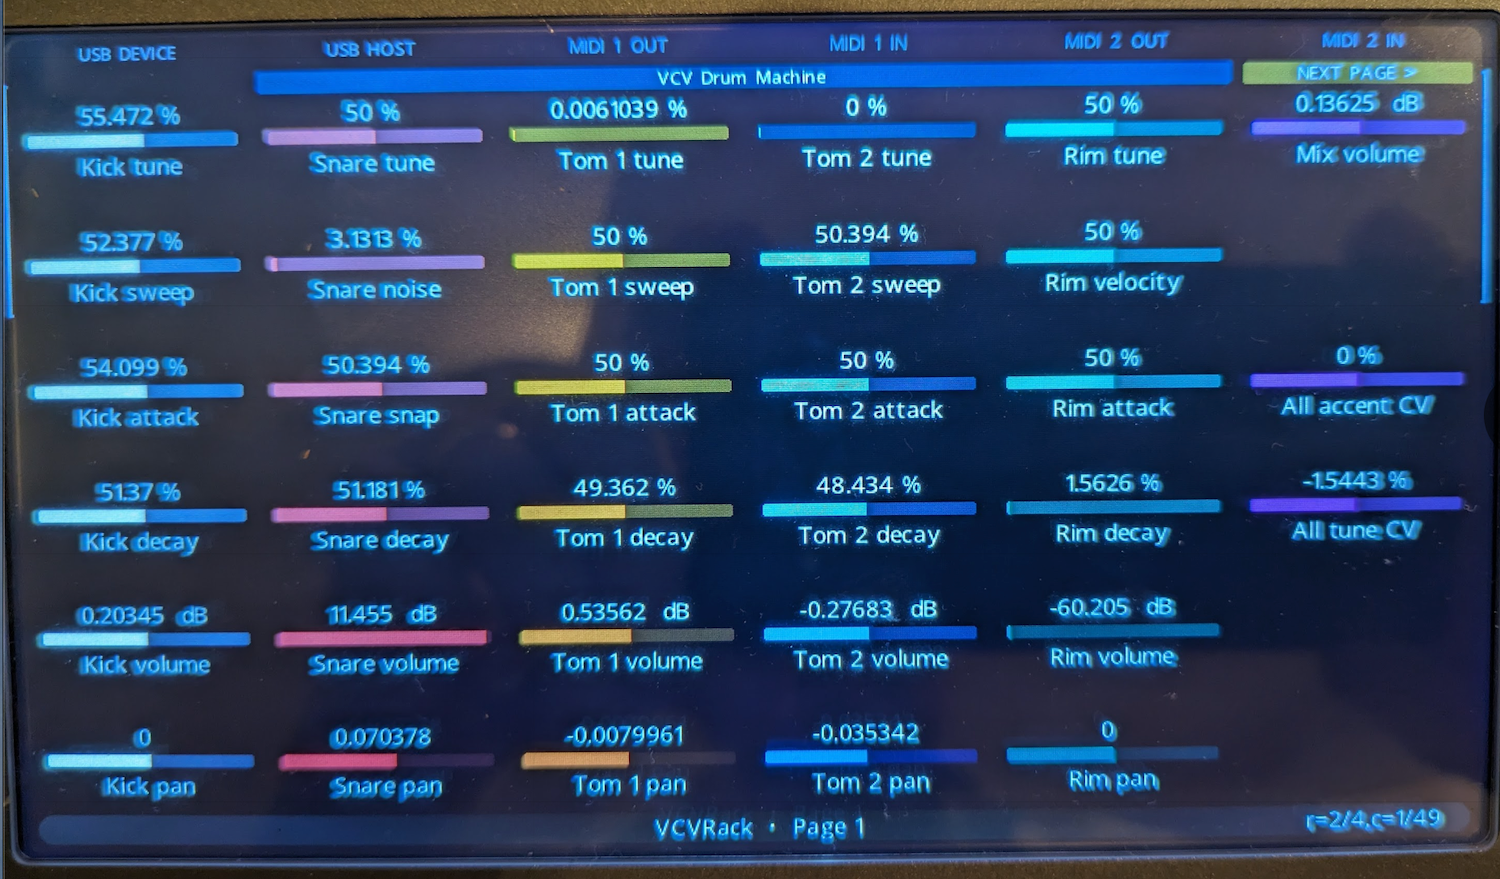 USB DEVICE USB HOST MIDI 1 OUT MIDI 1 IN MIDI 2 OUT MIDI 2 IN
VCV Drum Machine NEXT PAGE >
55.472 % 50 % 0.0061039 % 0 % 50 % 0.13625 dB
Kick tune Snare tune Tom 1 tune Tom 2 tune Rim tune Mix volume
52.377 % 3.1313 % 50 % 50.394 % 50 %
Kick sweep Snare noise Tom 1 sweep Tom 2 sweep Rim velocity
54.099 % 50.394 % 50 % 50 % 50 % 0 %
Kick attack Snare snap Tom 1 attack Tom 2 attack Rim attack All accent CV
51.37 % 51.181 % 49.362 % 48.434 % 1.5626 % -1.5443 %
Kick decay Snare decay Tom 1 decay Tom 2 decay Rim decay All tune CV
0.20345 dB 11.455 dB 0.53562 dB -0.27683 dB -60.205 dB
Kick volume Snare volume Tom 1 volume Tom 2 volume Rim volume
0 0.070378 -0.0079961 -0.035342 0
Kick pan Snare pan Tom 1 pan Tom 2 pan Rim pan
VCVRack • Page 1 r=2/4,c=1/49